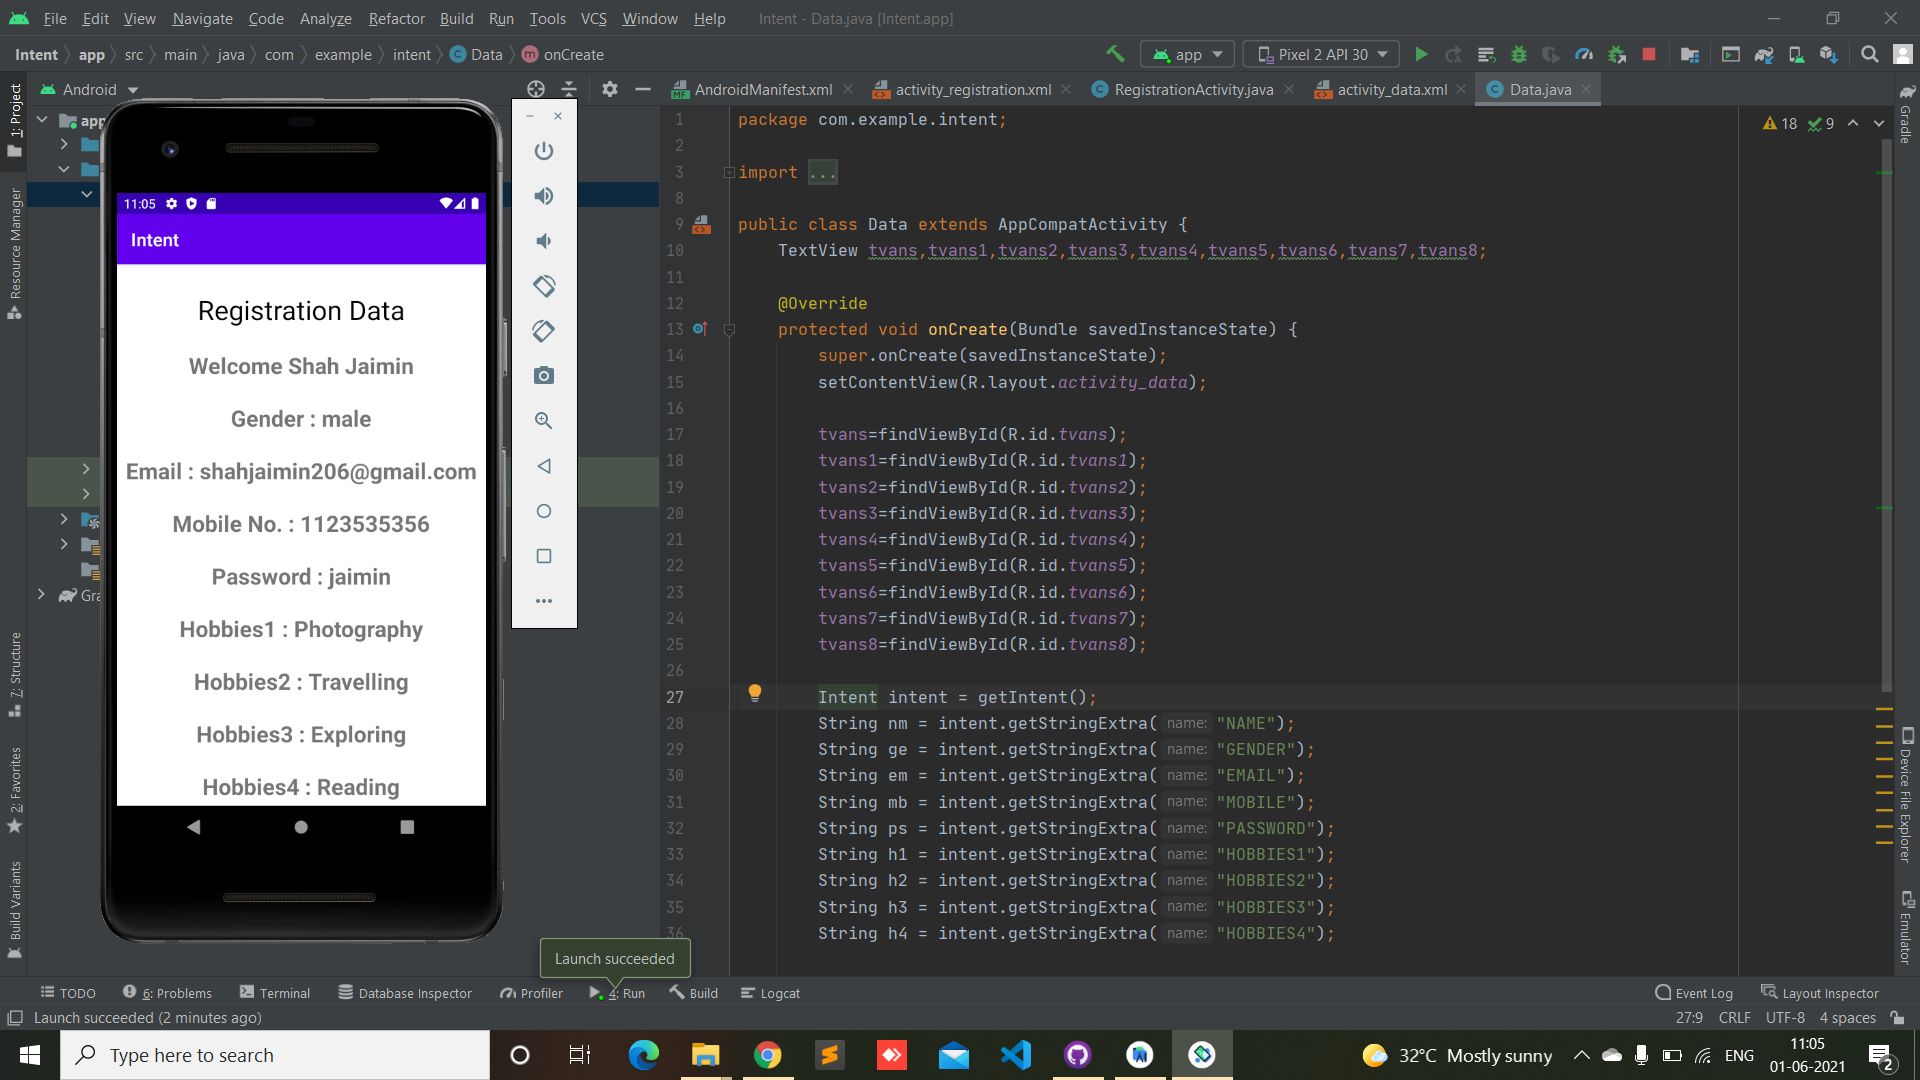 File Edit View Navigate Code Analyze Refactor Build Run Tools VCS Window Help Intent - Data.java [Intent.app]
Intent app src main java com example intent Data onCreate app Pixel 2 API 30
1: Project
Resource Manager
7: Structure
2: Favorites
Build Variants
Android
app
Gra
11:05
Intent
Registration Data
Welcome Shah Jaimin
Gender : male
Email : shahjaimin206@gmail.com
Mobile No. : 1123535356
Password : jaimin
Hobbies1 : Photography
Hobbies2 : Travelling
Hobbies3 : Exploring
Hobbies4 : Reading
AndroidManifest.xml activity_registration.xml RegistrationActivity.java activity_data.xml Data.java
18 9
1 package com.example.intent;
2
3 import ...
8
9 public class Data extends AppCompatActivity {
10 TextView tvans,tvans1,tvans2,tvans3,tvans4,tvans5,tvans6,tvans7,tvans8;
11
12 @Override
13 protected void onCreate(Bundle savedInstanceState) {
14 super.onCreate(savedInstanceState);
15 setContentView(R.layout.activity_data);
16
17 tvans=findViewById(R.id.tvans);
18 tvans1=findViewById(R.id.tvans1);
19 tvans2=findViewById(R.id.tvans2);
20 tvans3=findViewById(R.id.tvans3);
21 tvans4=findViewById(R.id.tvans4);
22 tvans5=findViewById(R.id.tvans5);
23 tvans6=findViewById(R.id.tvans6);
24 tvans7=findViewById(R.id.tvans7);
25 tvans8=findViewById(R.id.tvans8);
26
27 Intent intent = getIntent();
28 String nm = intent.getStringExtra( name: "NAME");
29 String ge = intent.getStringExtra( name: "GENDER");
30 String em = intent.getStringExtra( name: "EMAIL");
31 String mb = intent.getStringExtra( name: "MOBILE");
32 String ps = intent.getStringExtra( name: "PASSWORD");
33 String h1 = intent.getStringExtra( name: "HOBBIES1");
34 String h2 = intent.getStringExtra( name: "HOBBIES2");
35 String h3 = intent.getStringExtra( name: "HOBBIES3");
36 String h4 = intent.getStringExtra( name: "HOBBIES4");
Gradle
Device File Explorer
Emulator
Launch succeeded
TODO 6: Problems Terminal Database Inspector Profiler 4: Run Build Logcat Event Log Layout Inspector
Launch succeeded (2 minutes ago) 27:9 CRLF UTF-8 4 spaces
Type here to search 32°C Mostly sunny ENG 11:05
01-06-2021 2